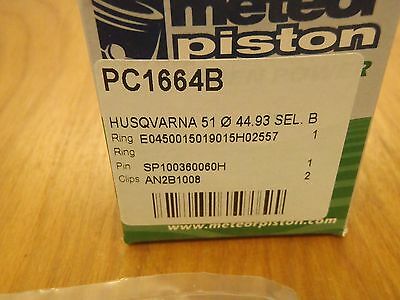 meteor
piston
PC1664B
HUSQVARNA 51 Ø 44.93 SEL. B
Ring E0450015019015H02557 1
Ring
Pin SP100360060H 1
Clips AN2B1008 2
www.meteorpiston.com